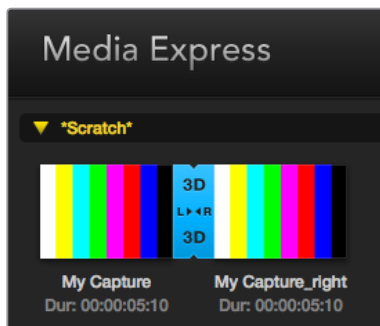 Media Express
*Scratch*
3D
L▶◀R
3D
My Capture
My Capture_right
Dur: 00:00:05:10
Dur: 00:00:05:10